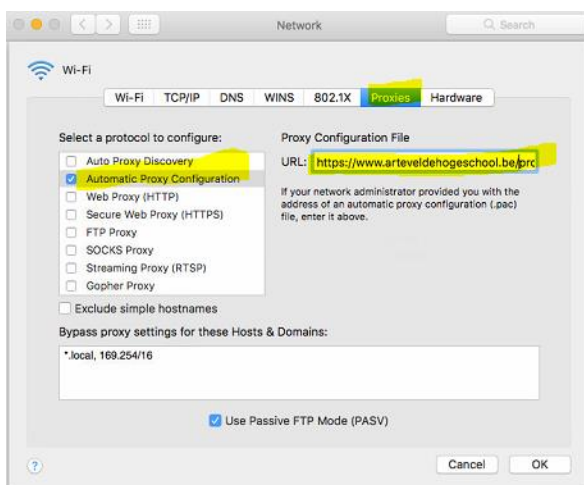 Network
Search
Wi-Fi
Wi-Fi TCP/IP DNS WINS 802.1X Proxies Hardware
Select a protocol to configure:
Auto Proxy Discovery
Automatic Proxy Configuration
Web Proxy (HTTP)
Secure Web Proxy (HTTPS)
FTP Proxy
SOCKS Proxy
Streaming Proxy (RTSP)
Gopher Proxy
Exclude simple hostnames
Proxy Configuration File
URL: https://www.arteveldehogeschool.be/prc
If your network administrator provided you with the
address of an automatic proxy configuration (.pac)
file, enter it above.
Bypass proxy settings for these Hosts & Domains:
*.local, 169.254/16
Use Passive FTP Mode (PASV)
?
Cancel OK